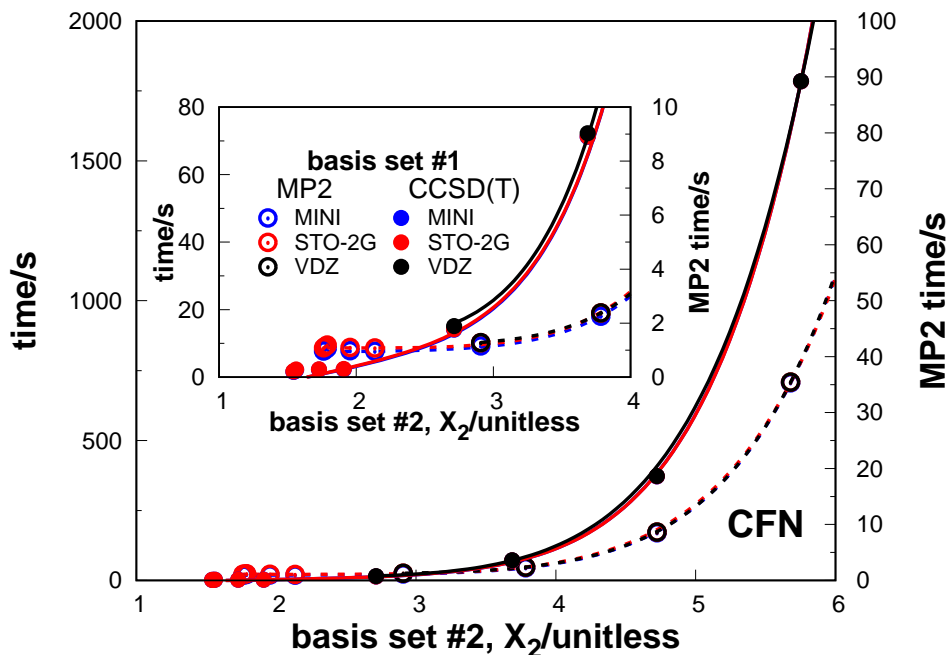 2000
1500
1000
500
0
time/s
100
90
80
70
60
50
40
30
20
10
0
MP2 time/s
1 2 3 4 5 6
basis set #2, X2/unitless
CFN
80
60
40
20
0
time/s
10
8
6
4
2
0
MP2 time/s
1 2 3 4
basis set #2, X2/unitless
basis set #1
MP2 CCSD(T)
MINI MINI
STO-2G STO-2G
VDZ VDZ